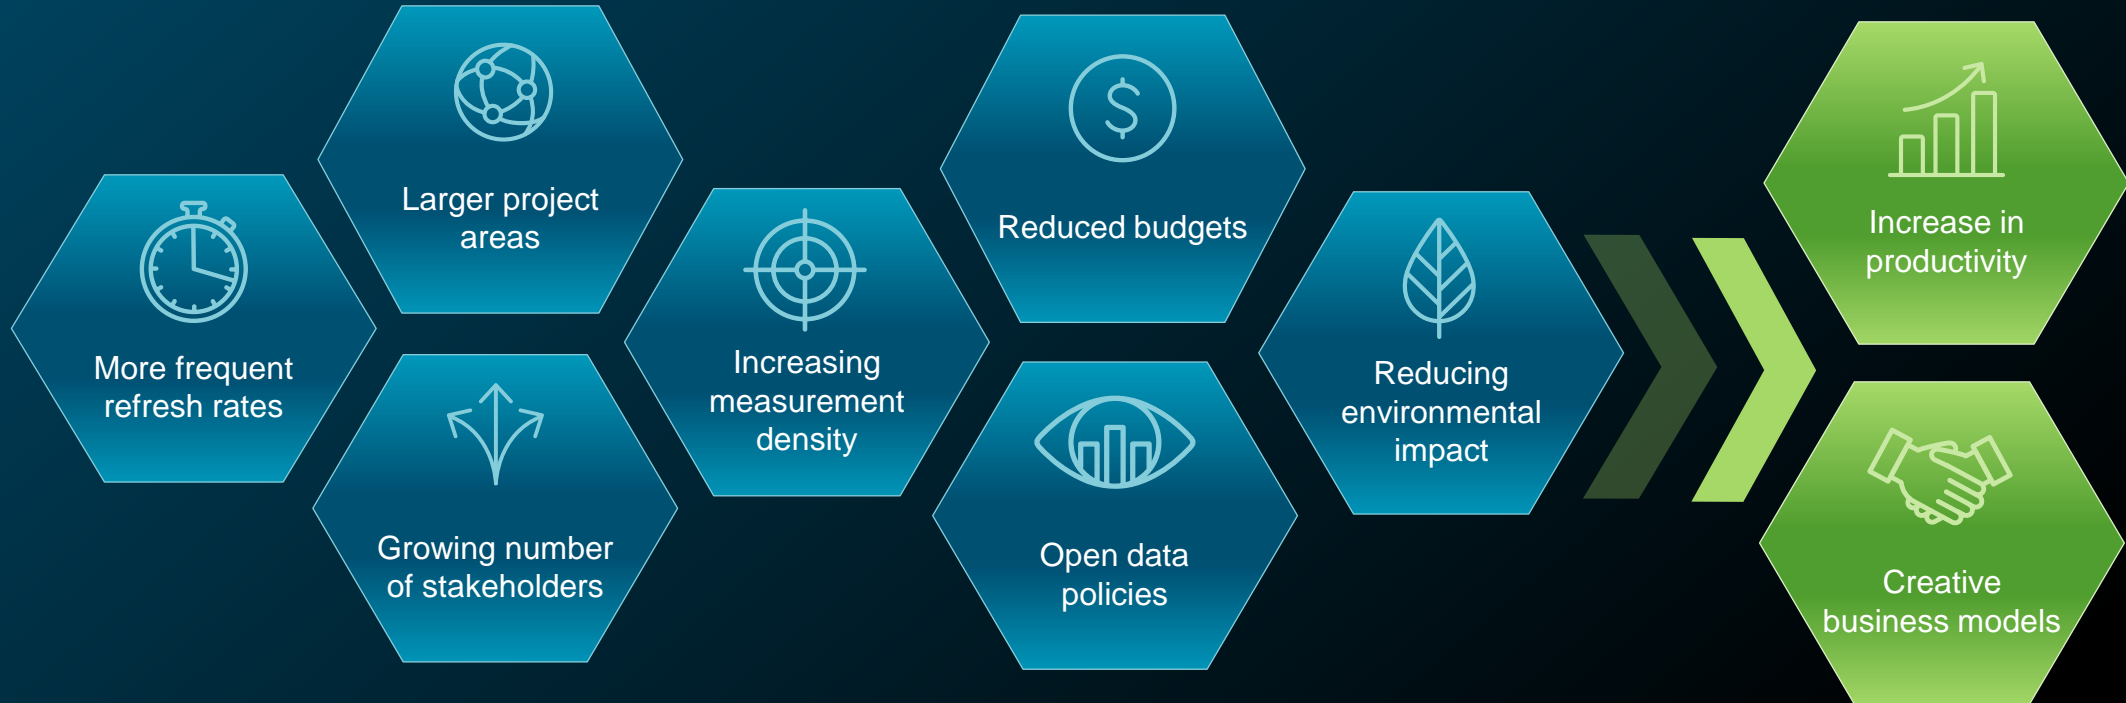 More frequent
refresh rates
Larger project
areas
Growing number
of stakeholders
Increasing
measurement
density
Reduced budgets
Open data
policies
Reducing
environmental
impact
Increase in
productivity
Creative
business models